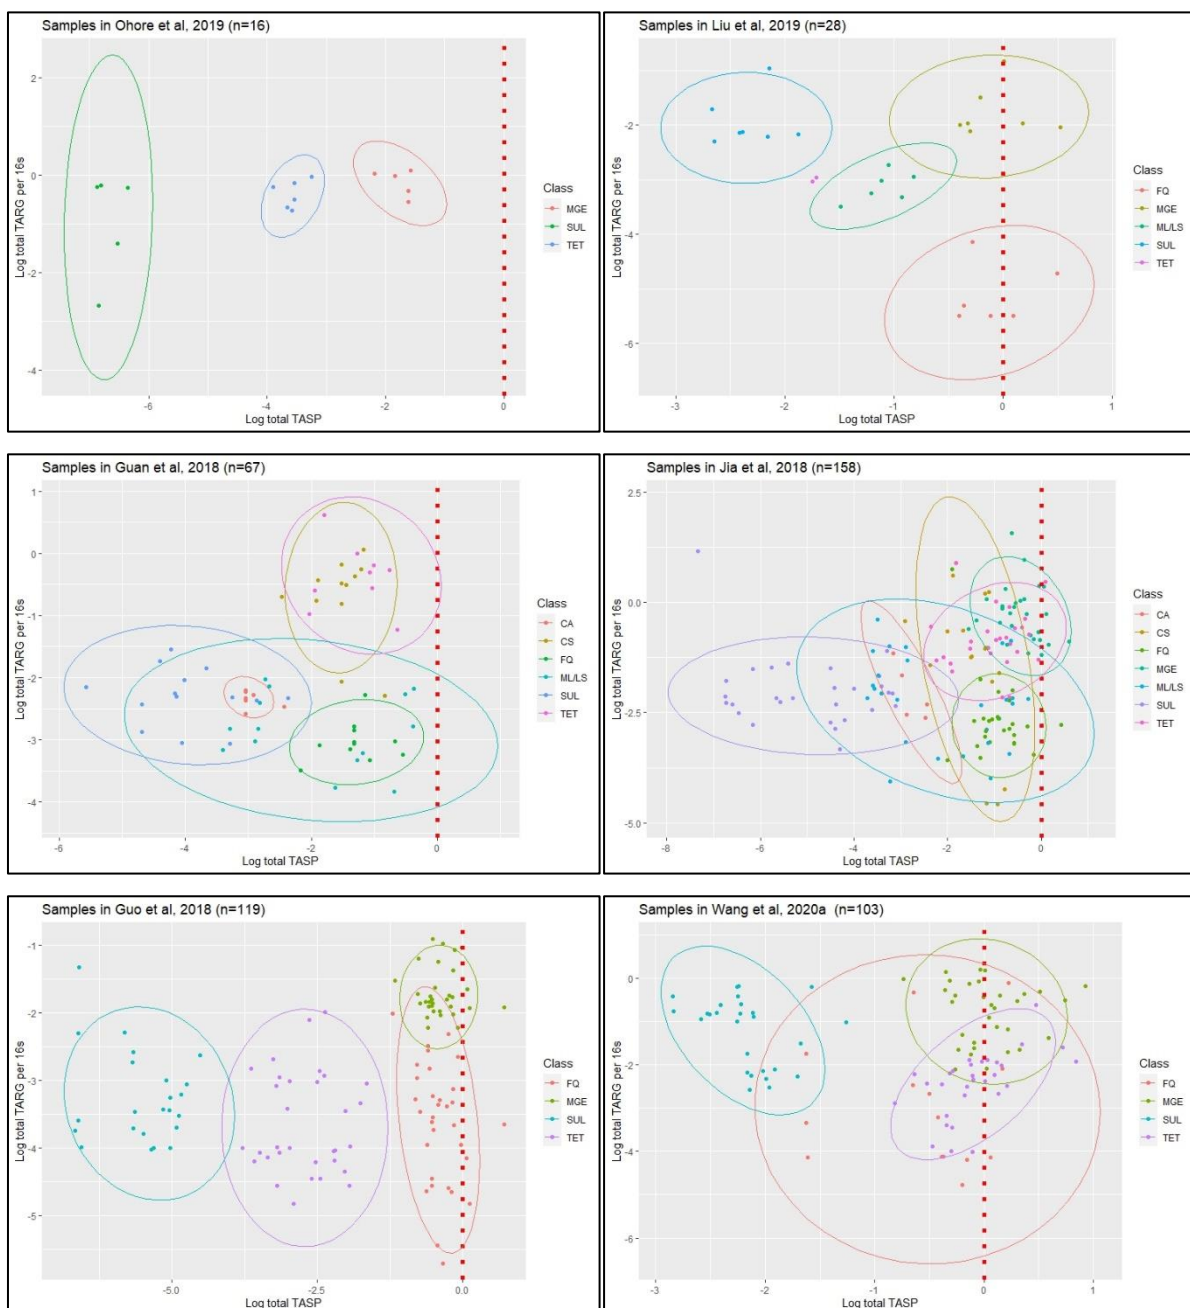 Samples in Ohore et al, 2019 (n=16)
Log total TARG per 16s
2
0
-2
-4
-6
-4
-2
0
Log total TASP
Class
MGE
SUL
TET
Samples in Liu et al, 2019 (n=28)
Log total TARG per 16s
-2
-4
-6
-3
-2
-1
0
1
Log total TASP
Class
FQ
MGE
ML/LS
SUL
TET
Samples in Guan et al, 2018 (n=67)
Log total TARG per 16s
1
0
-1
-2
-3
-4
-6
-4
-2
0
Log total TASP
Class
CA
CS
FQ
ML/LS
SUL
TET
Samples in Jia et al, 2018 (n=158)
Log total TARG per 16s
2.5
0.0
-2.5
-5.0
-8
-6
-4
-2
0
Log total TASP
Class
CA
CS
FQ
MGE
ML/LS
SUL
TET
Samples in Guo et al, 2018 (n=119)
Log total TARG per 16s
-1
-2
-3
-4
-5
-5.0
-2.5
0.0
Log total TASP
Class
FQ
MGE
SUL
TET
Samples in Wang et al, 2020a (n=103)
Log total TARG per 16s
0
-2
-4
-6
-3
-2
-1
0
1
Log total TASP
Class
FQ
MGE
SUL
TET